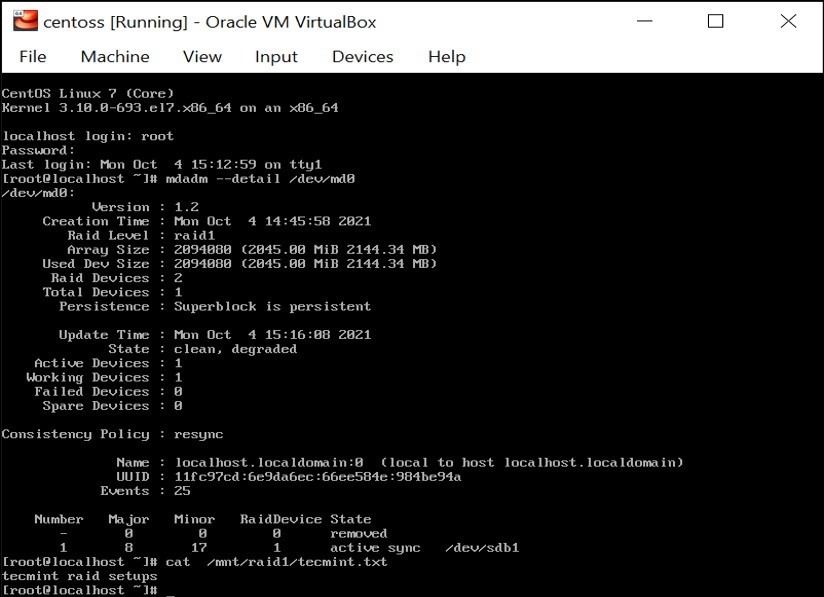 centoss [Running] - Oracle VM VirtualBox
File Machine View Input Devices Help
CentOS Linux 7 (Core)
Kernel 3.10.0-693.el7.x86_64 on an x86_64
localhost login: root
Password:
Last login: Mon Oct  4 15:12:59 on tty1
[root@localhost ~]# mdadm --detail /dev/md0
/dev/md0:
Version : 1.2
Creation Time : Mon Oct  4 14:45:58 2021
Raid Level : raid1
Array Size : 2094080 (2045.00 MiB 2144.34 MB)
Used Dev Size : 2094080 (2045.00 MiB 2144.34 MB)
Raid Devices : 2
Total Devices : 1
Persistence : Superblock is persistent
Update Time : Mon Oct  4 15:16:08 2021
State : clean, degraded
Active Devices : 1
Working Devices : 1
Failed Devices : 0
Spare Devices : 0
Consistency Policy : resync
Name : localhost.localdomain:0  (local to host localhost.localdomain)
UUID : 11fc97cd:6e9da6ec:66ee584e:984be94a
Events : 25
Number   Major   Minor   RaidDevice State
-       0        0        0      removed
1       8       17        1      active sync   /dev/sdb1
[root@localhost ~]# cat  /mnt/raid1/tecmint.txt
tecmint raid setups
[root@localhost ~]# _